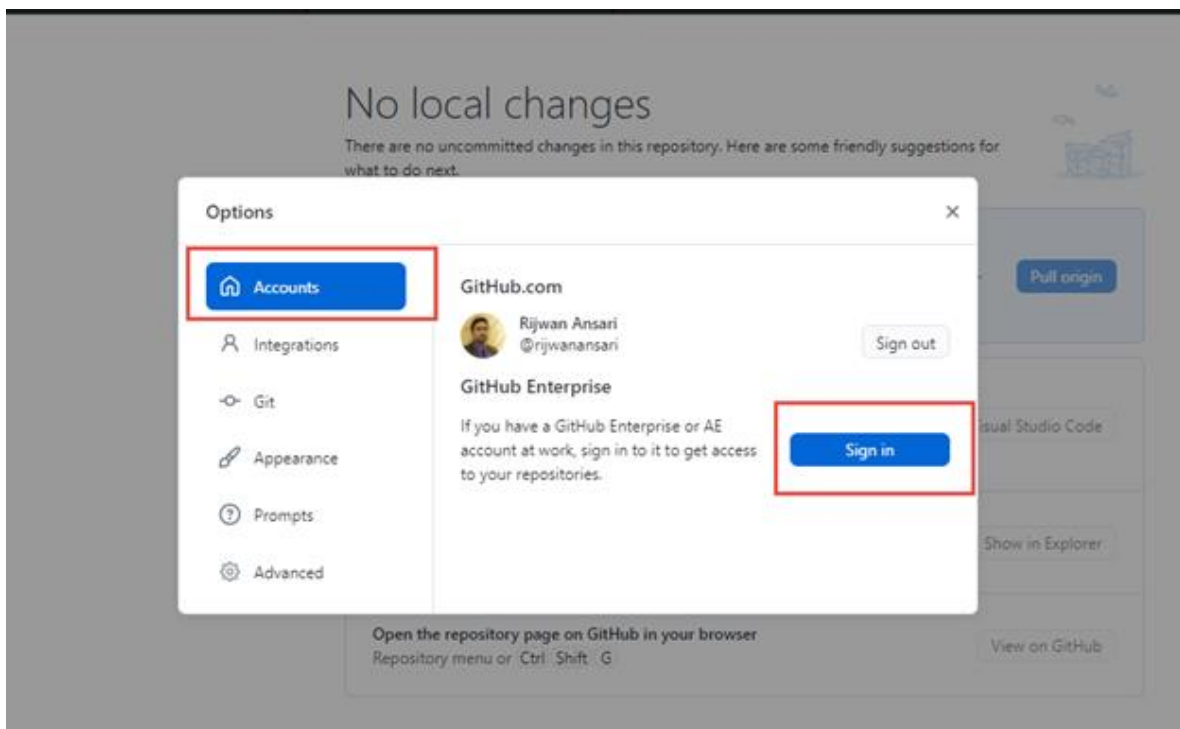 No local changes
There are no uncommitted changes in this repository. Here are some friendly suggestions for
what to do next.
Options
Accounts
Integrations
Git
Appearance
Prompts
Advanced
GitHub.com
Rijwan Ansari
@rijwanansari
Sign out
GitHub Enterprise
If you have a GitHub Enterprise or AE
account at work, sign in to it to get access
to your repositories.
Sign in
Pull origin
Visual Studio Code
Show in Explorer
Open the repository page on GitHub in your browser
Repository menu or Ctrl Shift G
View on GitHub